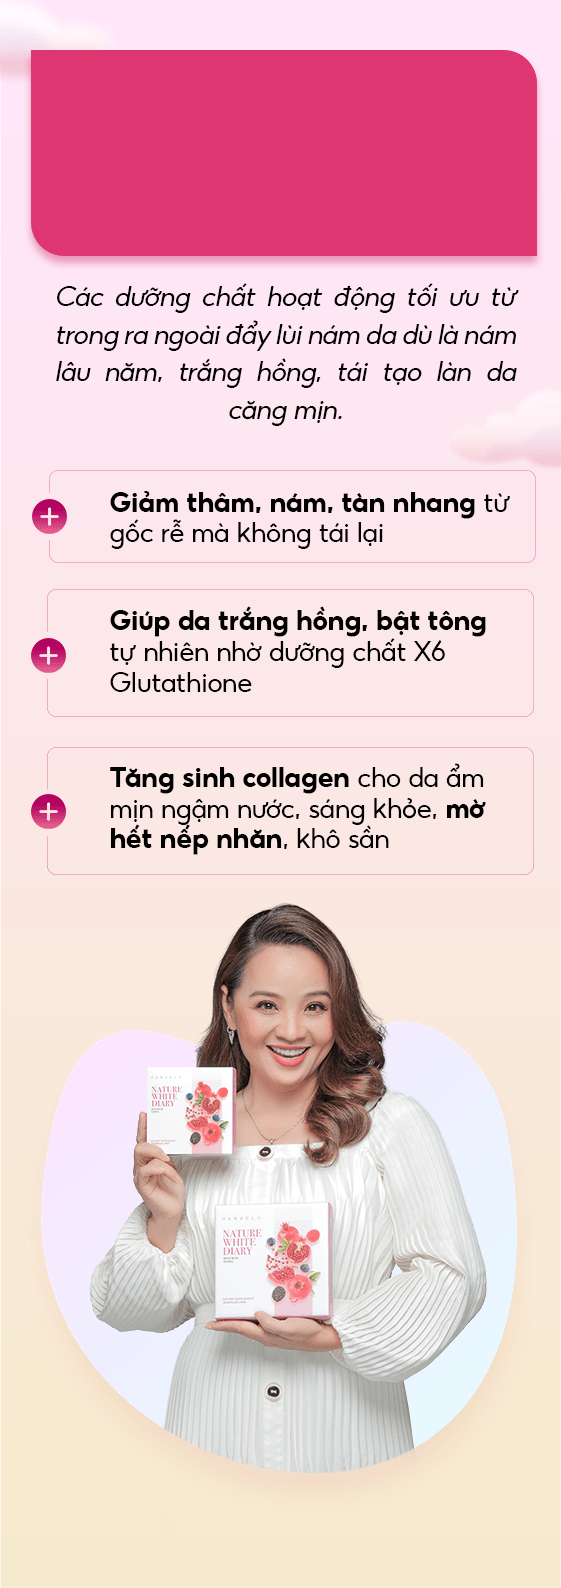 Các dưỡng chất hoạt động tối ưu từ
trong ra ngoài đẩy lùi nám da dù là nám
lâu năm, trắng hồng, tái tạo làn da
căng mịn.
Giảm thâm, nám, tàn nhang từ
gốc rễ mà không tái lại
Giúp da trắng hồng, bật tông
tự nhiên nhờ dưỡng chất X6
Glutathione
Tăng sinh collagen cho da ẩm
mịn ngậm nước, sáng khỏe, mờ
hết nếp nhăn, khô sần
NATURE
WHITE
DIARY
NATURE
WHITE
DIARY